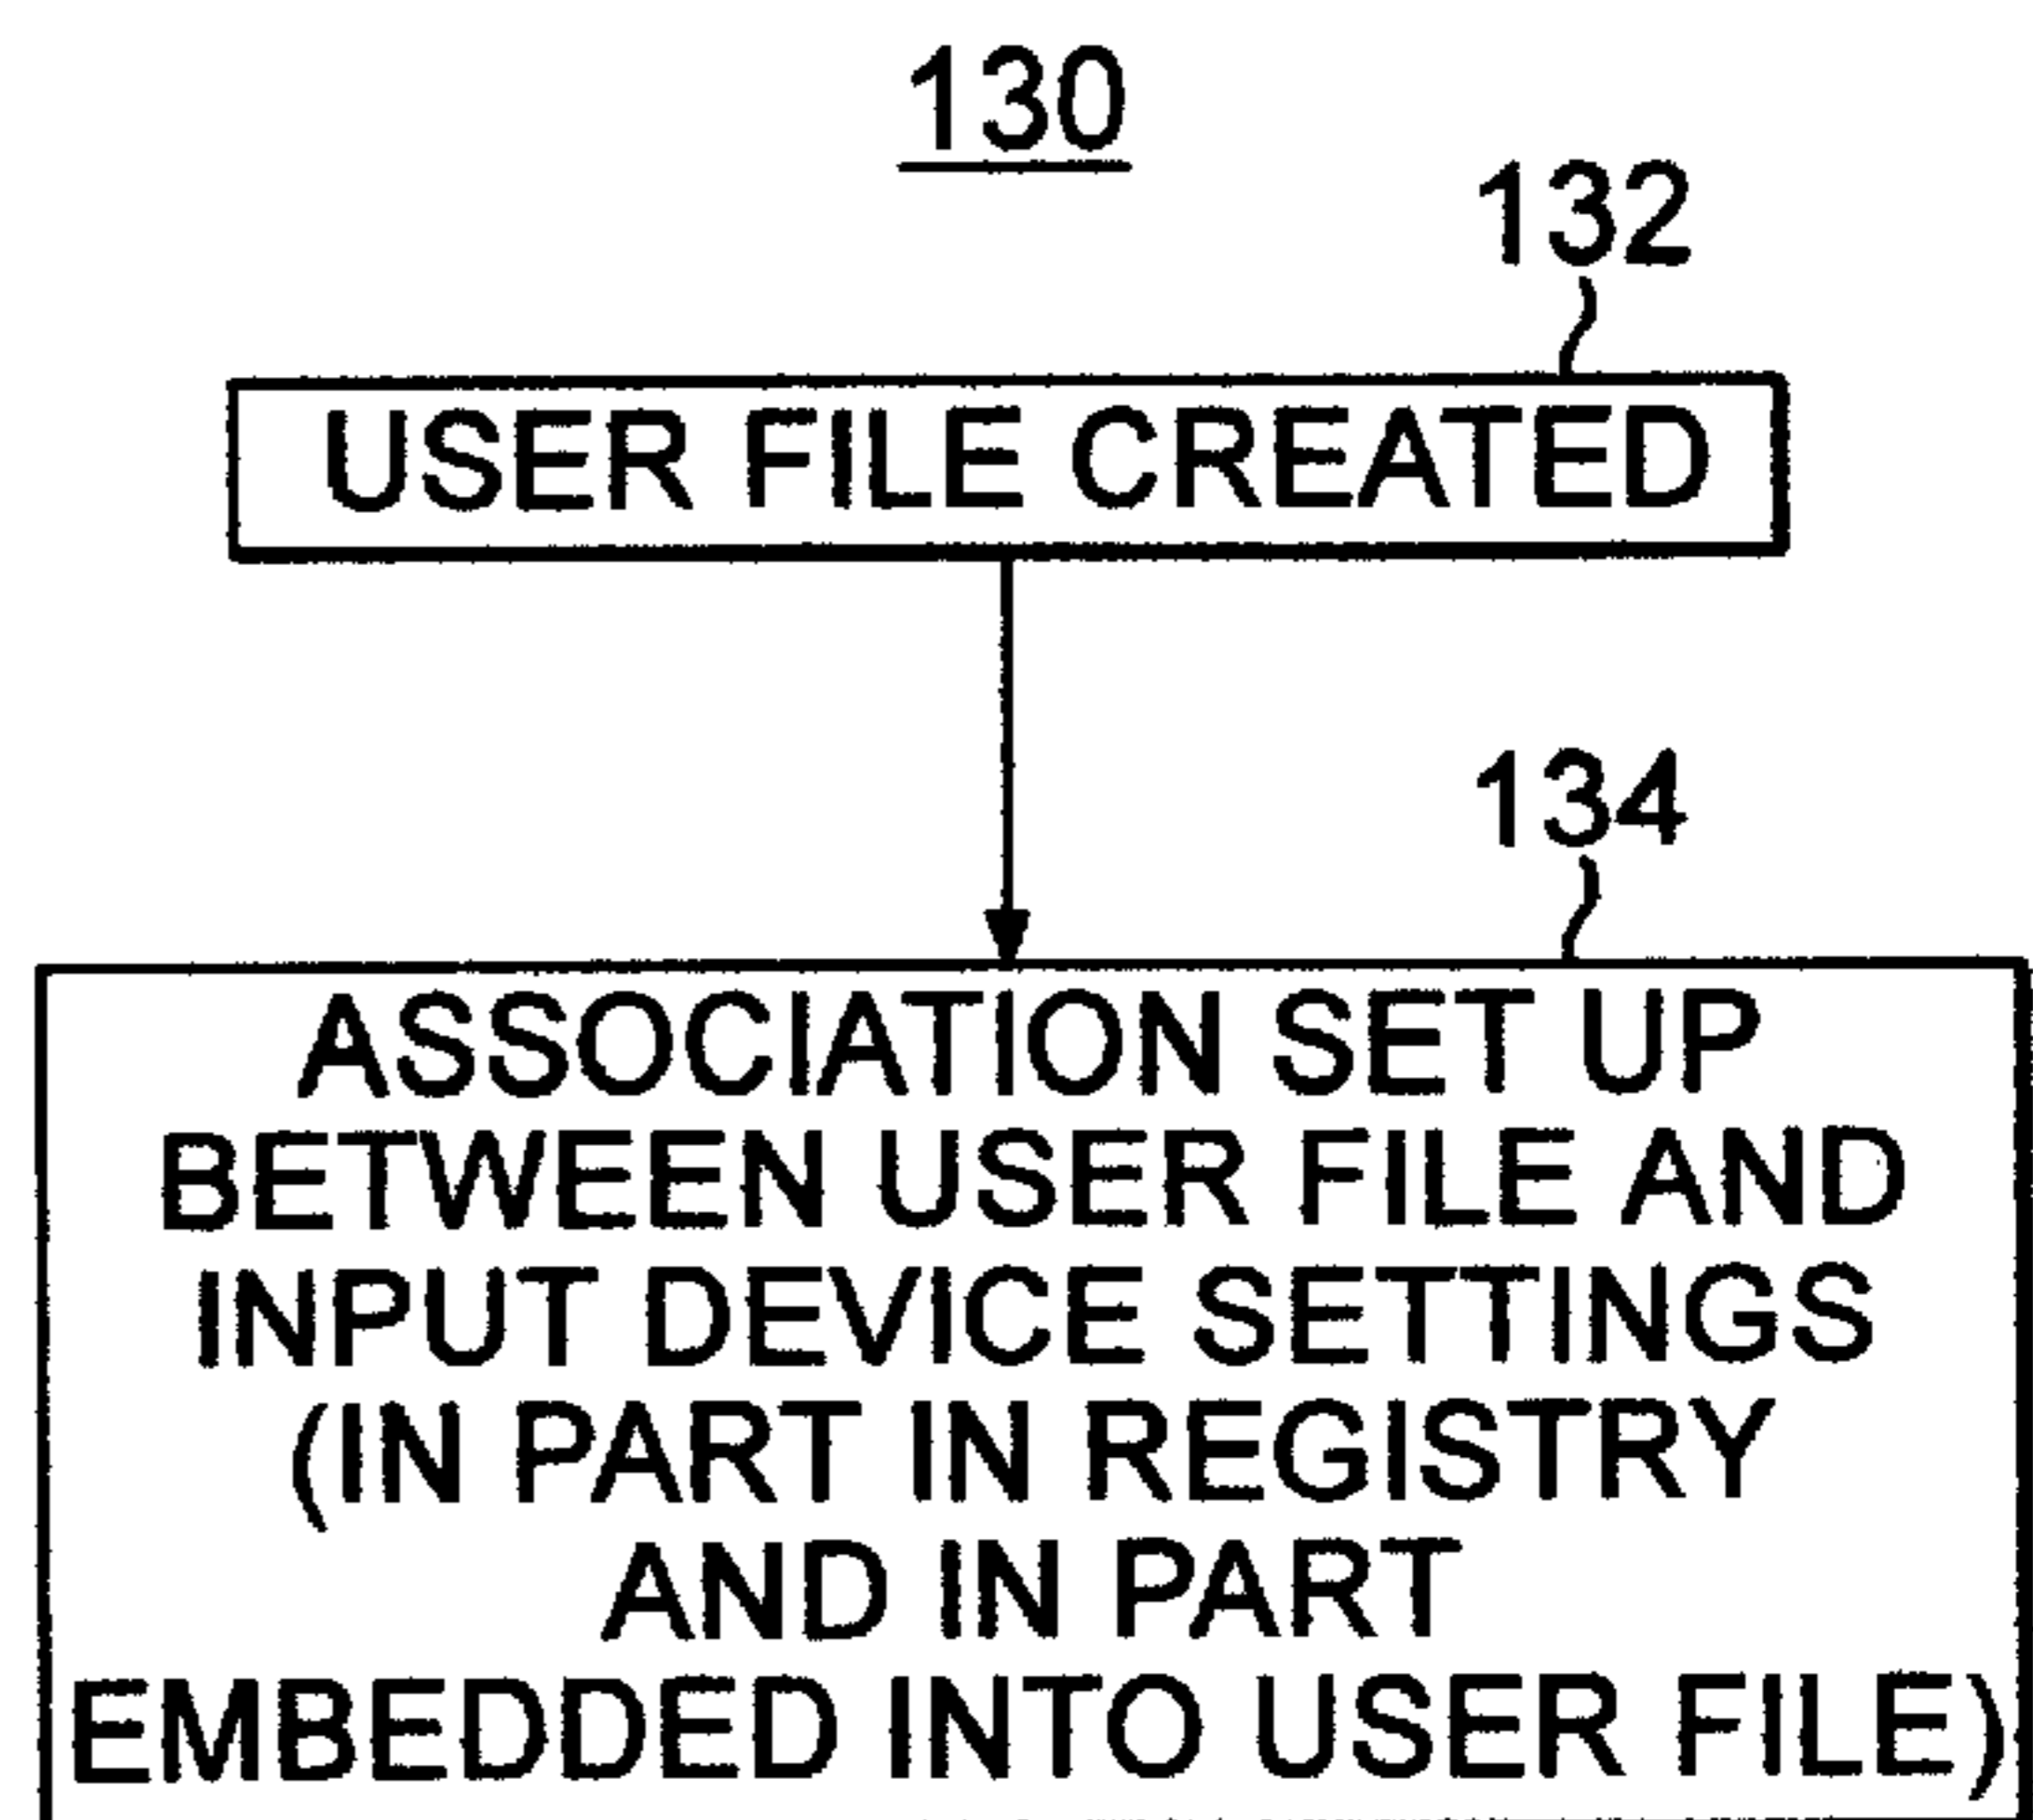 130
132
USER FILE CREATED
134
ASSOCIATION SET UP
BETWEEN USER FILE AND
INPUT DEVICE SETTINGS
(IN PART IN REGISTRY
AND IN PART
EMBEDDED INTO USER FILE)